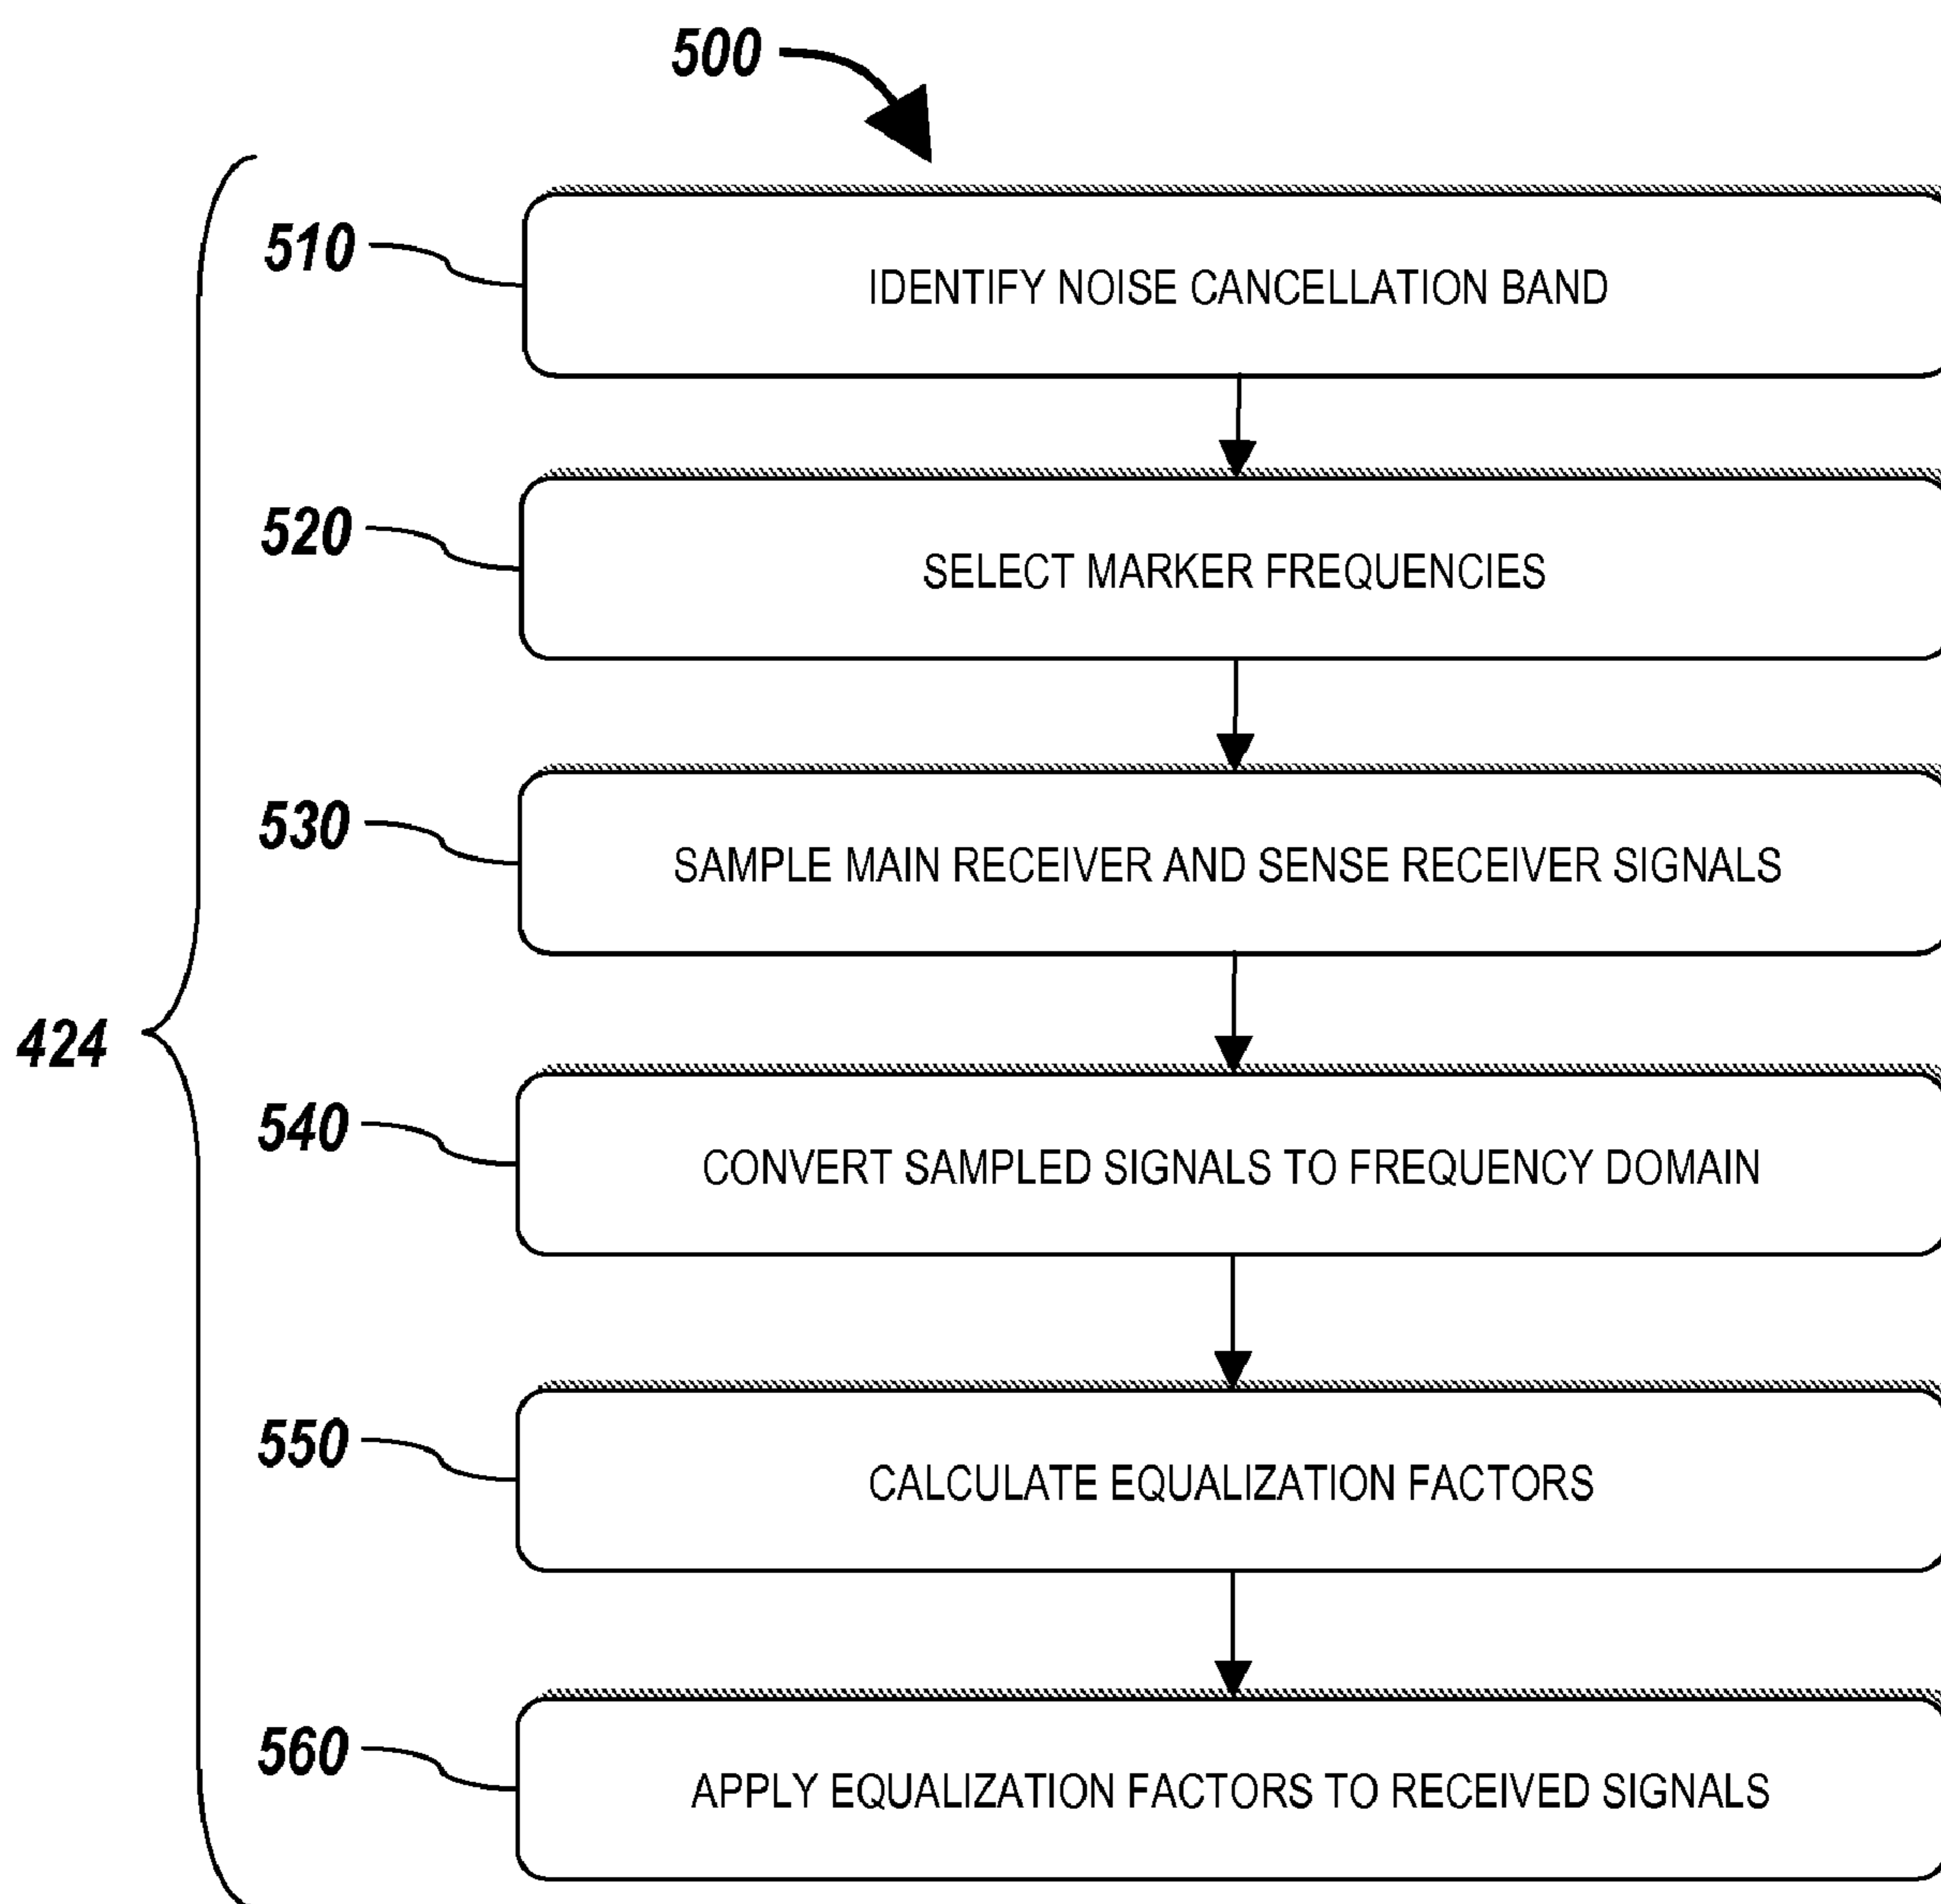 500
510
IDENTIFY NOISE CANCELLATION BAND
520
SELECT MARKER FREQUENCIES
530
SAMPLE MAIN RECEIVER AND SENSE RECEIVER SIGNALS
424
540
CONVERT SAMPLED SIGNALS TO FREQUENCY DOMAIN
550
CALCULATE EQUALIZATION FACTORS
560
APPLY EQUALIZATION FACTORS TO RECEIVED SIGNALS